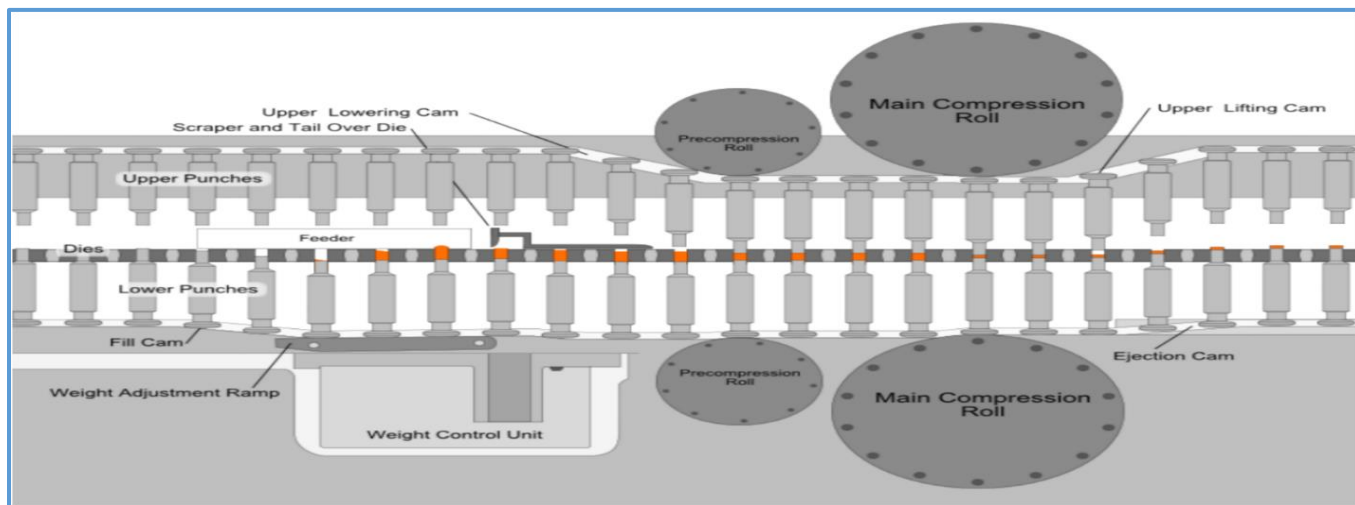 Upper Lowering Cam
Scraper and Tail Over Die
Precompression
Roll
Main Compression
Roll
Upper Lifting Cam
Upper Punches
Feeder
Dies
Lower Punches
Fill Cam
Ejection Cam
Weight Adjustment Ramp
Precompression
Roll
Main Compression
Roll
Weight Control Unit